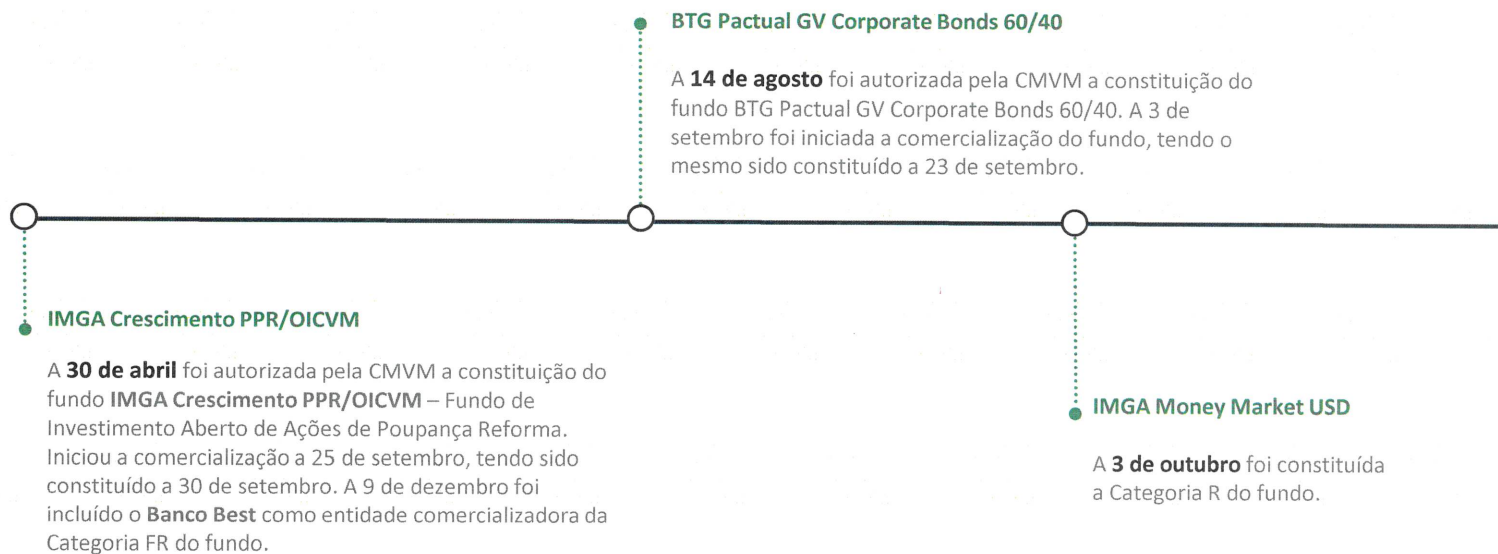 BTG Pactual GV Corporate Bonds 60/40
A 14 de agosto foi autorizada pela CMVM a constituição do
fundo BTG Pactual GV Corporate Bonds 60/40. A 3 de
setembro foi iniciada a comercialização do fundo, tendo o
mesmo sido constituído a 23 de setembro.
IMGA Crescimento PPR/OICVM
A 30 de abril foi autorizada pela CMVM a constituição do
fundo IMGA Crescimento PPR/OICVM – Fundo de
Investimento Aberto de Ações de Poupança Reforma.
Iniciou a comercialização a 25 de setembro, tendo sido
constituído a 30 de setembro. A 9 de dezembro foi
incluído o Banco Best como entidade comercializadora da
Categoria FR do fundo.
IMGA Money Market USD
A 3 de outubro foi constituída
a Categoria R do fundo.